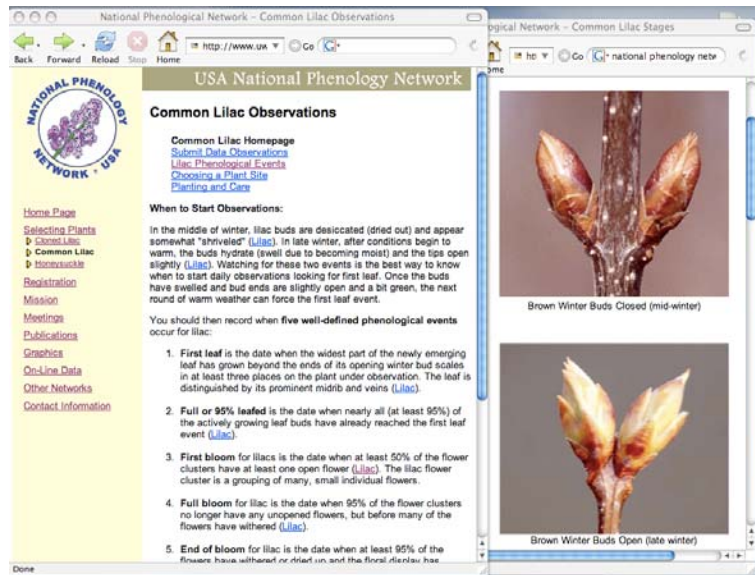 National Phenological Network – Common Lilac Observations
Back Forward Reload Stop Home
http://www.uw
Go
G
USA National Phenology Network
NATIONAL PHENOLOGY NETWORK • USA
Home Page
Selecting Plants
Cloned Lilac
Common Lilac
Honeysuckle
Registration
Mission
Meetings
Publications
Graphics
On-Line Data
Other Networks
Contact Information
Common Lilac Observations
Common Lilac Homepage
Submit Data Observations
Lilac Phenological Events
Choosing a Plant Site
Planting and Care
When to Start Observations:
In the middle of winter, lilac buds are desiccated (dried out) and appear
somewhat "shriveled" (Lilac). In late winter, after conditions begin to
warm, the buds hydrate (swell due to becoming moist) and the tips open
slightly (Lilac). Watching for these two events is the best way to know
when to start daily observations looking for first leaf. Once the buds
have swelled and bud ends are slightly open and a bit green, the next
round of warm weather can force the first leaf event.
You should then record when five well-defined phenological events
occur for lilac:
1. First leaf is the date when the widest part of the newly emerging
leaf has grown beyond the ends of its opening winter bud scales
in at least three places on the plant under observation. The leaf is
distinguished by its prominent midrib and veins (Lilac).
2. Full or 95% leafed is the date when nearly all (at least 95%) of
the actively growing leaf buds have already reached the first leaf
event (Lilac).
3. First bloom for lilacs is the date when at least 50% of the flower
clusters have at least one open flower (Lilac). The lilac flower
cluster is a grouping of many, small individual flowers.
4. Full bloom for lilac is the date when 95% of the flower clusters
no longer have any unopened flowers, but before many of the
flowers have withered (Lilac).
5. End of bloom for lilac is the date when at least 95% of the
flowers have withered or dried up and the floral display has
Done
ogical Network – Common Lilac Stages
ome
ht
Go
G
national phenology netw
Brown Winter Buds Closed (mid-winter)
Brown Winter Buds Open (late winter)